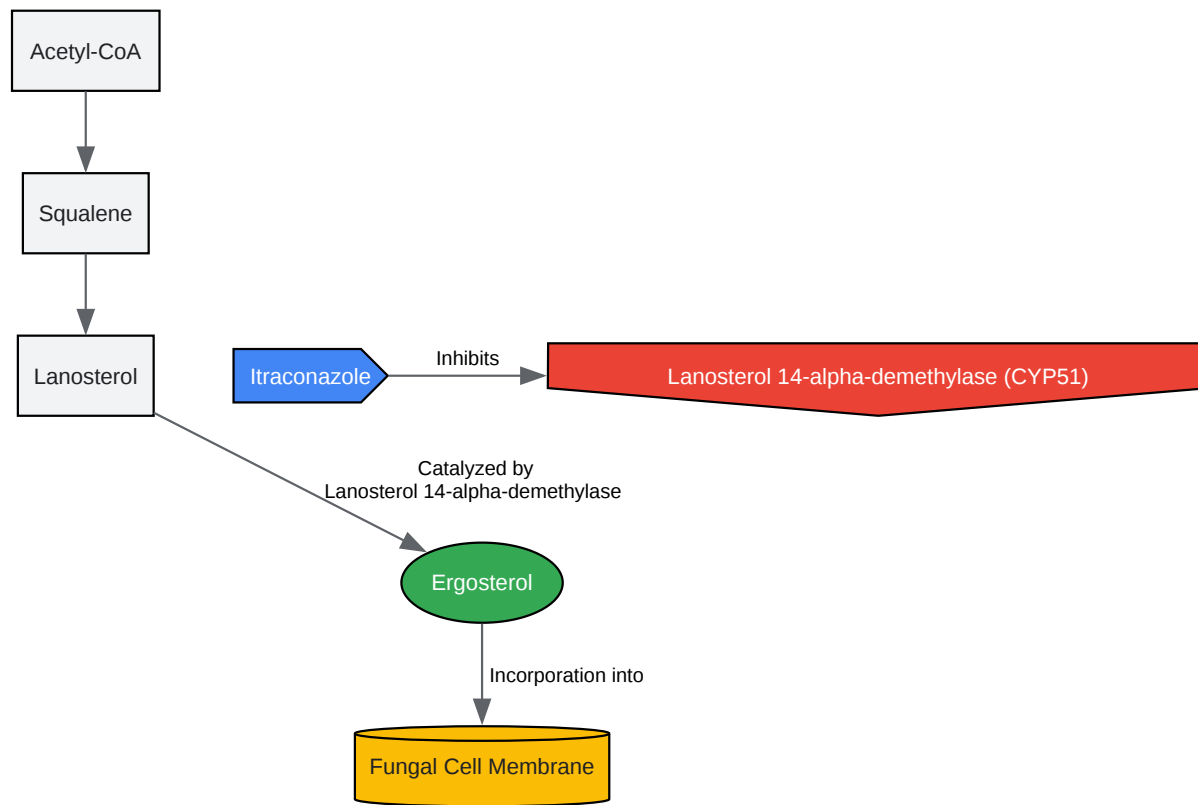 Acetyl-CoA
Squalene
Lanosterol
Itraconazole
Inhibits
Lanosterol 14-alpha-demethylase (CYP51)
Catalyzed by
Lanosterol 14-alpha-demethylase
Ergosterol
Incorporation into
Fungal Cell Membrane